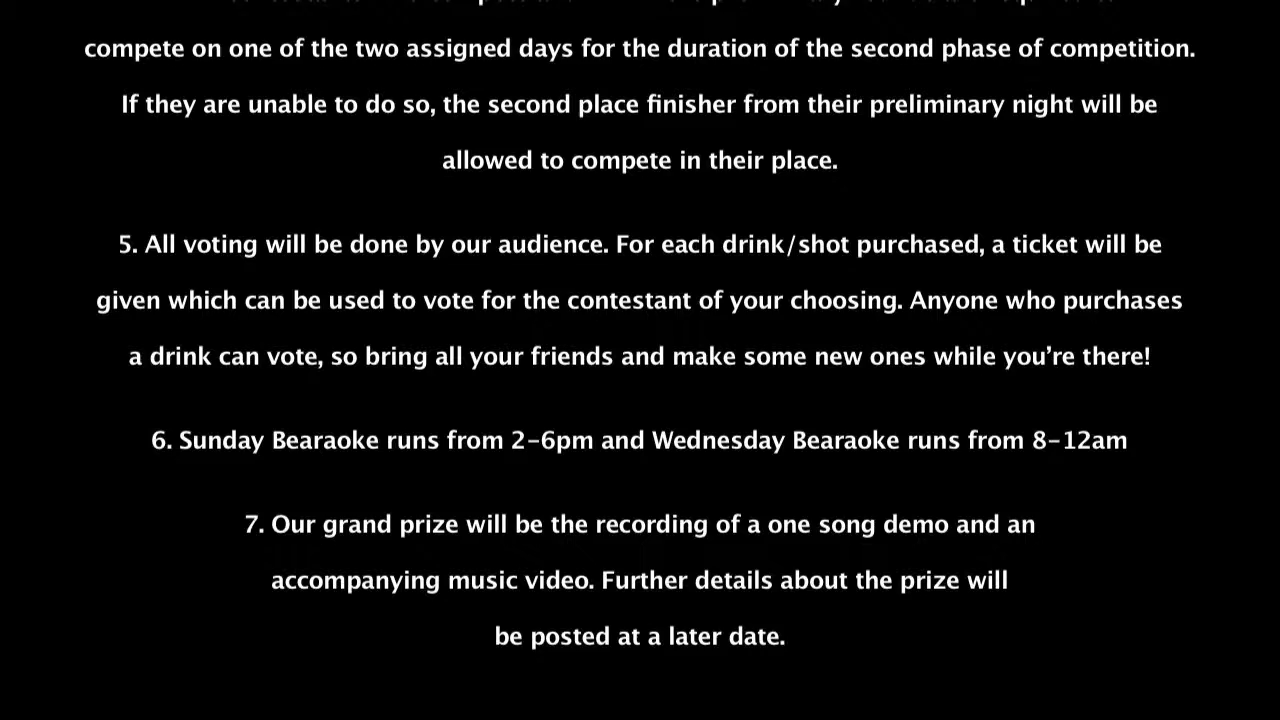 compete on one of the two assigned days for the duration of the second phase of competition.
If they are unable to do so, the second place finisher from their preliminary night will be
allowed to compete in their place.
5. All voting will be done by our audience. For each drink/shot purchased, a ticket will be
given which can be used to vote for the contestant of your choosing. Anyone who purchases
a drink can vote, so bring all your friends and make some new ones while you’re there!
6. Sunday Bearaoke runs from 2-6pm and Wednesday Bearaoke runs from 8-12am
7. Our grand prize will be the recording of a one song demo and an
accompanying music video. Further details about the prize will
be posted at a later date.